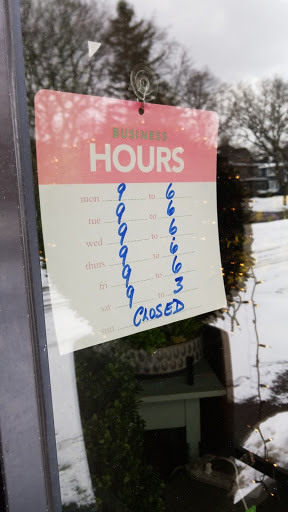 BUSINESS
HOURS
mon 9 to 6
tue 9 to 6
wed 9 to 6
thurs 9 to 6
fri 9 to 6
sat 9 to 3
sun CLOSED